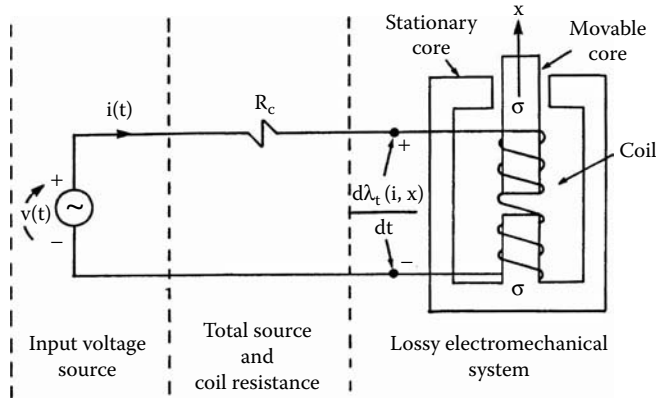 x
Stationary
core
Movable
core
σ
i(t)
R_c
+
Coil
+
v(t)
~
−
dλ_t (i, x)
dt
−
σ
Input voltage
source
Total source
and
coil resistance
Lossy electromechanical
system